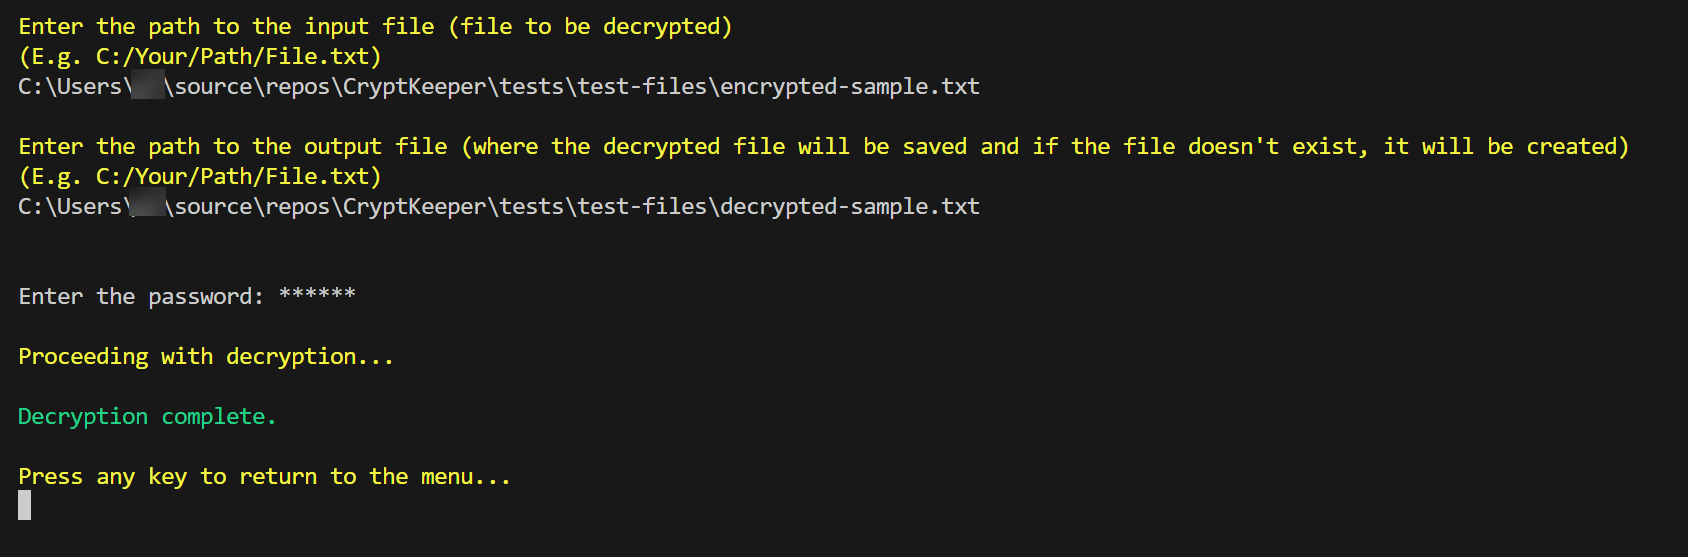 Enter the path to the input file (file to be decrypted)
(E.g. C:/Your/Path/File.txt)
C:\Users\ \source\repos\CryptKeeper\tests\test-files\encrypted-sample.txt
Enter the path to the output file (where the decrypted file will be saved and if the file doesn't exist, it will be created)
(E.g. C:/Your/Path/File.txt)
C:\Users\ \source\repos\CryptKeeper\tests\test-files\decrypted-sample.txt
Enter the password: ******
Proceeding with decryption...
Decryption complete.
Press any key to return to the menu...